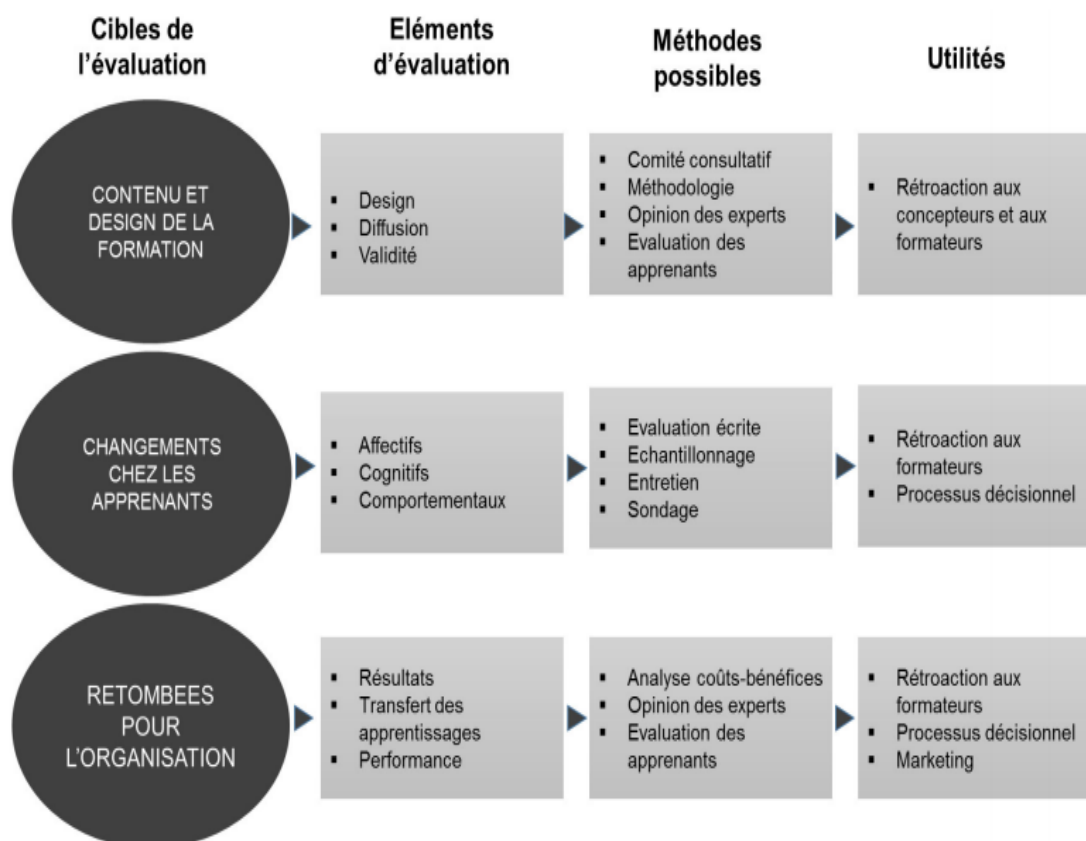 Cibles de
l'évaluation
Eléments
d'évaluation
Méthodes
possibles
Utilités
CONTENU ET
DESIGN DE LA
FORMATION
▪ Design
▪ Diffusion
▪ Validité
▪ Comité consultatif
▪ Méthodologie
▪ Opinion des experts
▪ Evaluation des
apprenants
▪ Rétroaction aux
concepteurs et aux
formateurs
CHANGEMENTS
CHEZ LES
APPRENANTS
▪ Affectifs
▪ Cognitifs
▪ Comportementaux
▪ Evaluation écrite
▪ Echantillonnage
▪ Entretien
▪ Sondage
▪ Rétroaction aux
formateurs
▪ Processus décisionnel
RETOMBEES
POUR
L'ORGANISATION
▪ Résultats
▪ Transfert des
apprentissages
▪ Performance
▪ Analyse coûts-bénéfices
▪ Opinion des experts
▪ Evaluation des
apprenants
▪ Rétroaction aux
formateurs
▪ Processus décisionnel
▪ Marketing